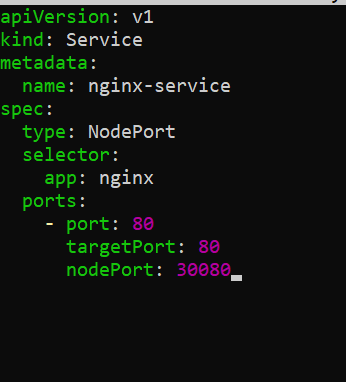 apiVersion: v1
kind: Service
metadata:
  name: nginx-service
spec:
  type: NodePort
  selector:
    app: nginx
  ports:
    - port: 80
      targetPort: 80
      nodePort: 30080